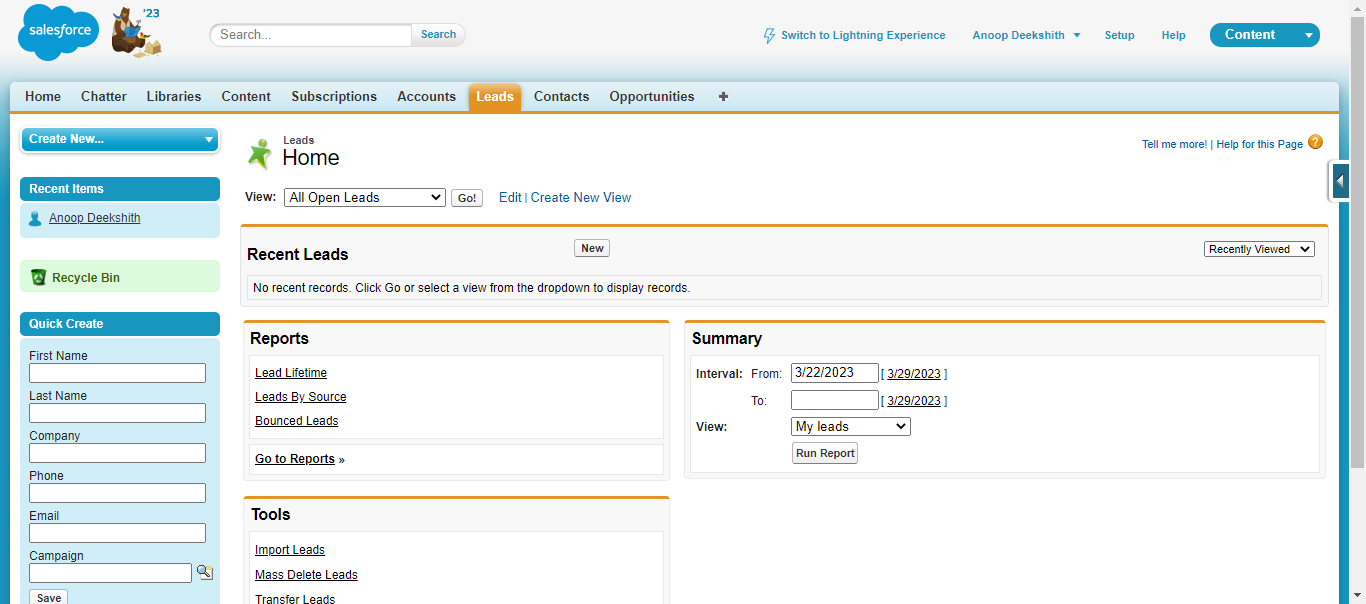 salesforce
'23
Search...
Search
Switch to Lightning Experience
Anoop Deekshith
Setup
Help
Content
Home
Chatter
Libraries
Content
Subscriptions
Accounts
Leads
Contacts
Opportunities
+
Create New...
Recent Items
Anoop Deekshith
Recycle Bin
Quick Create
First Name
Last Name
Company
Phone
Email
Campaign
Save
Leads
Home
Tell me more! | Help for this Page ?
View: All Open Leads Go! Edit | Create New View
Recent Leads
New
Recently Viewed
No recent records. Click Go or select a view from the dropdown to display records.
Reports
Lead Lifetime
Leads By Source
Bounced Leads
Go to Reports »
Summary
Interval: From: 3/22/2023 [ 3/29/2023 ]
To: [ 3/29/2023 ]
View: My leads
Run Report
Tools
Import Leads
Mass Delete Leads
Transfer Leads